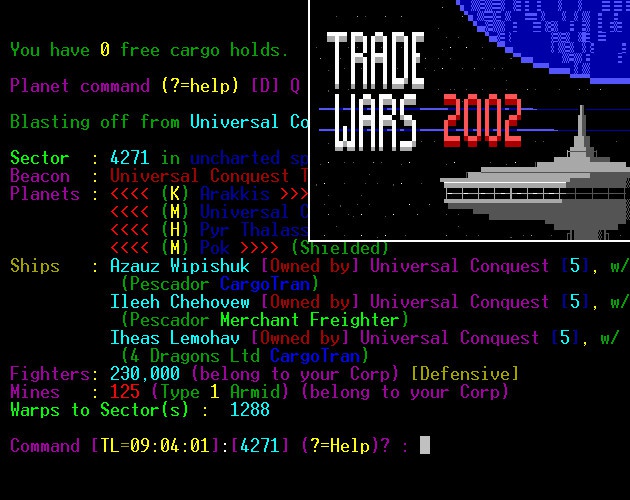 You have 0 free cargo holds.
Planet command (?=help) [D] Q
Blasting off from Universal Co
Sector : 4271 in uncharted sp
Beacon : Universal Conquest T
Planets : <<<< (K) Arakkis >>>
<<<< (M) Universal C
<<<< (H) Pyr Thalass
<<<< (M) Pok >>>> (Shielded)
Ships : Azauz Wipishuk [Owned by] Universal Conquest [5], w/
(Pescador CargoTran)
Ileeh Chehovew [Owned by] Universal Conquest [5], w/
(Pescador Merchant Freighter)
Iheas Lemohav [Owned by] Universal Conquest [5], w/
(4 Dragons Ltd CargoTran)
Fighters: 230,000 (belong to your Corp) [Defensive]
Mines : 125 (Type 1 Armid) (belong to your Corp)
Warps to Sector(s) : 1288
Command [TL=09:04:01]:[4271] (?=Help)? :
TRADE
WARS 2002